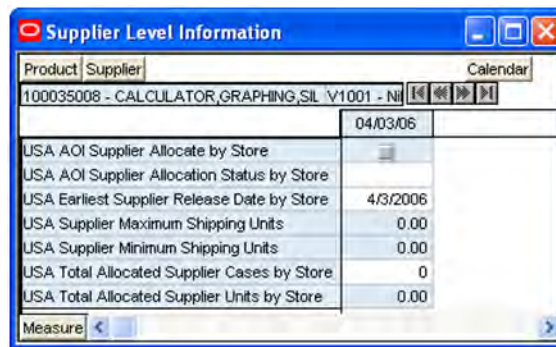 Supplier Level Information
Product Supplier Calendar
100035008 - CALCULATOR,GRAPHING,SIL V1001 -
04/03/06
USA AOI Supplier Allocate by Store
USA AOI Supplier Allocation Status by Store
USA Earliest Supplier Release Date by Store 4/3/2006
USA Supplier Maximum Shipping Units 0.00
USA Supplier Minimum Shipping Units 0.00
USA Total Allocated Supplier Cases by Store 0
USA Total Allocated Supplier Units by Store 0.00
Measure